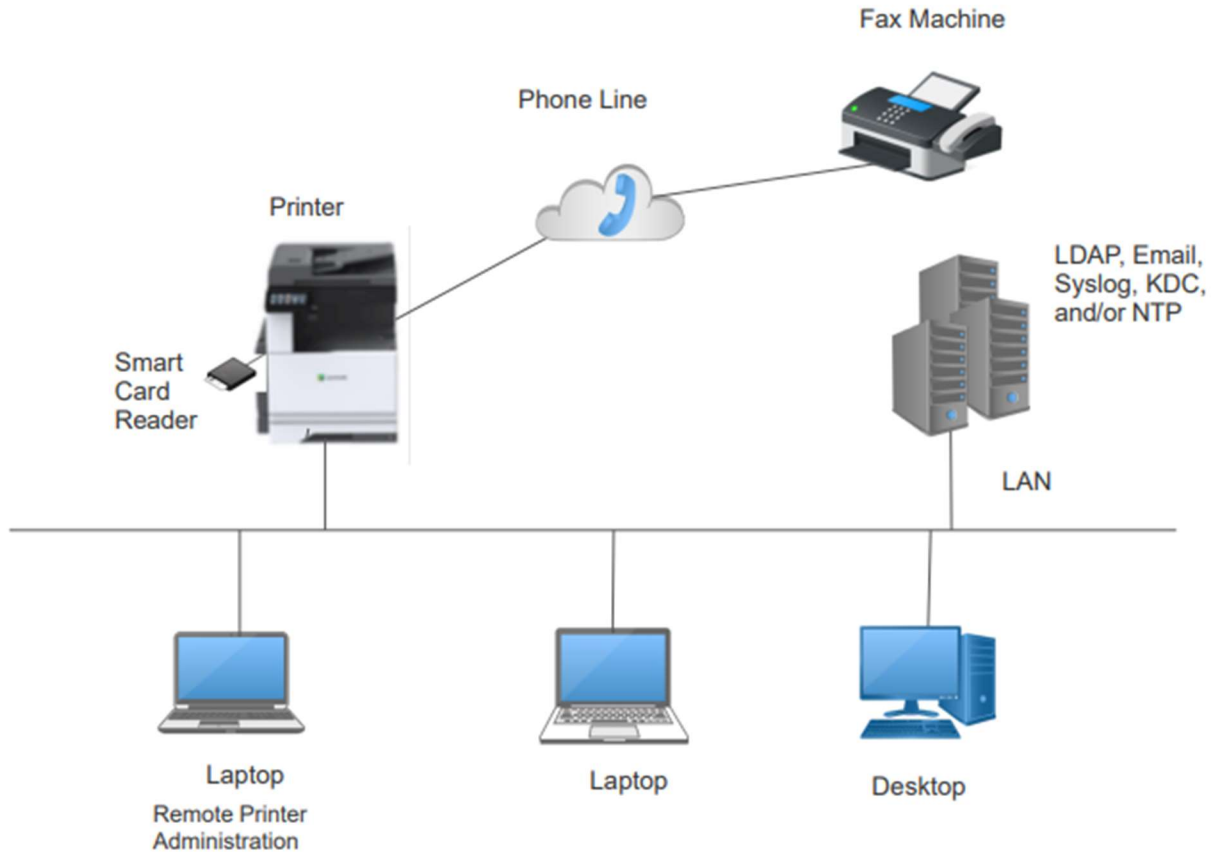 Fax Machine
Phone Line
Printer
LDAP, Email,
Syslog, KDC,
and/or NTP
Smart
Card
Reader
LAN
Laptop
Remote Printer
Administration
Laptop
Desktop